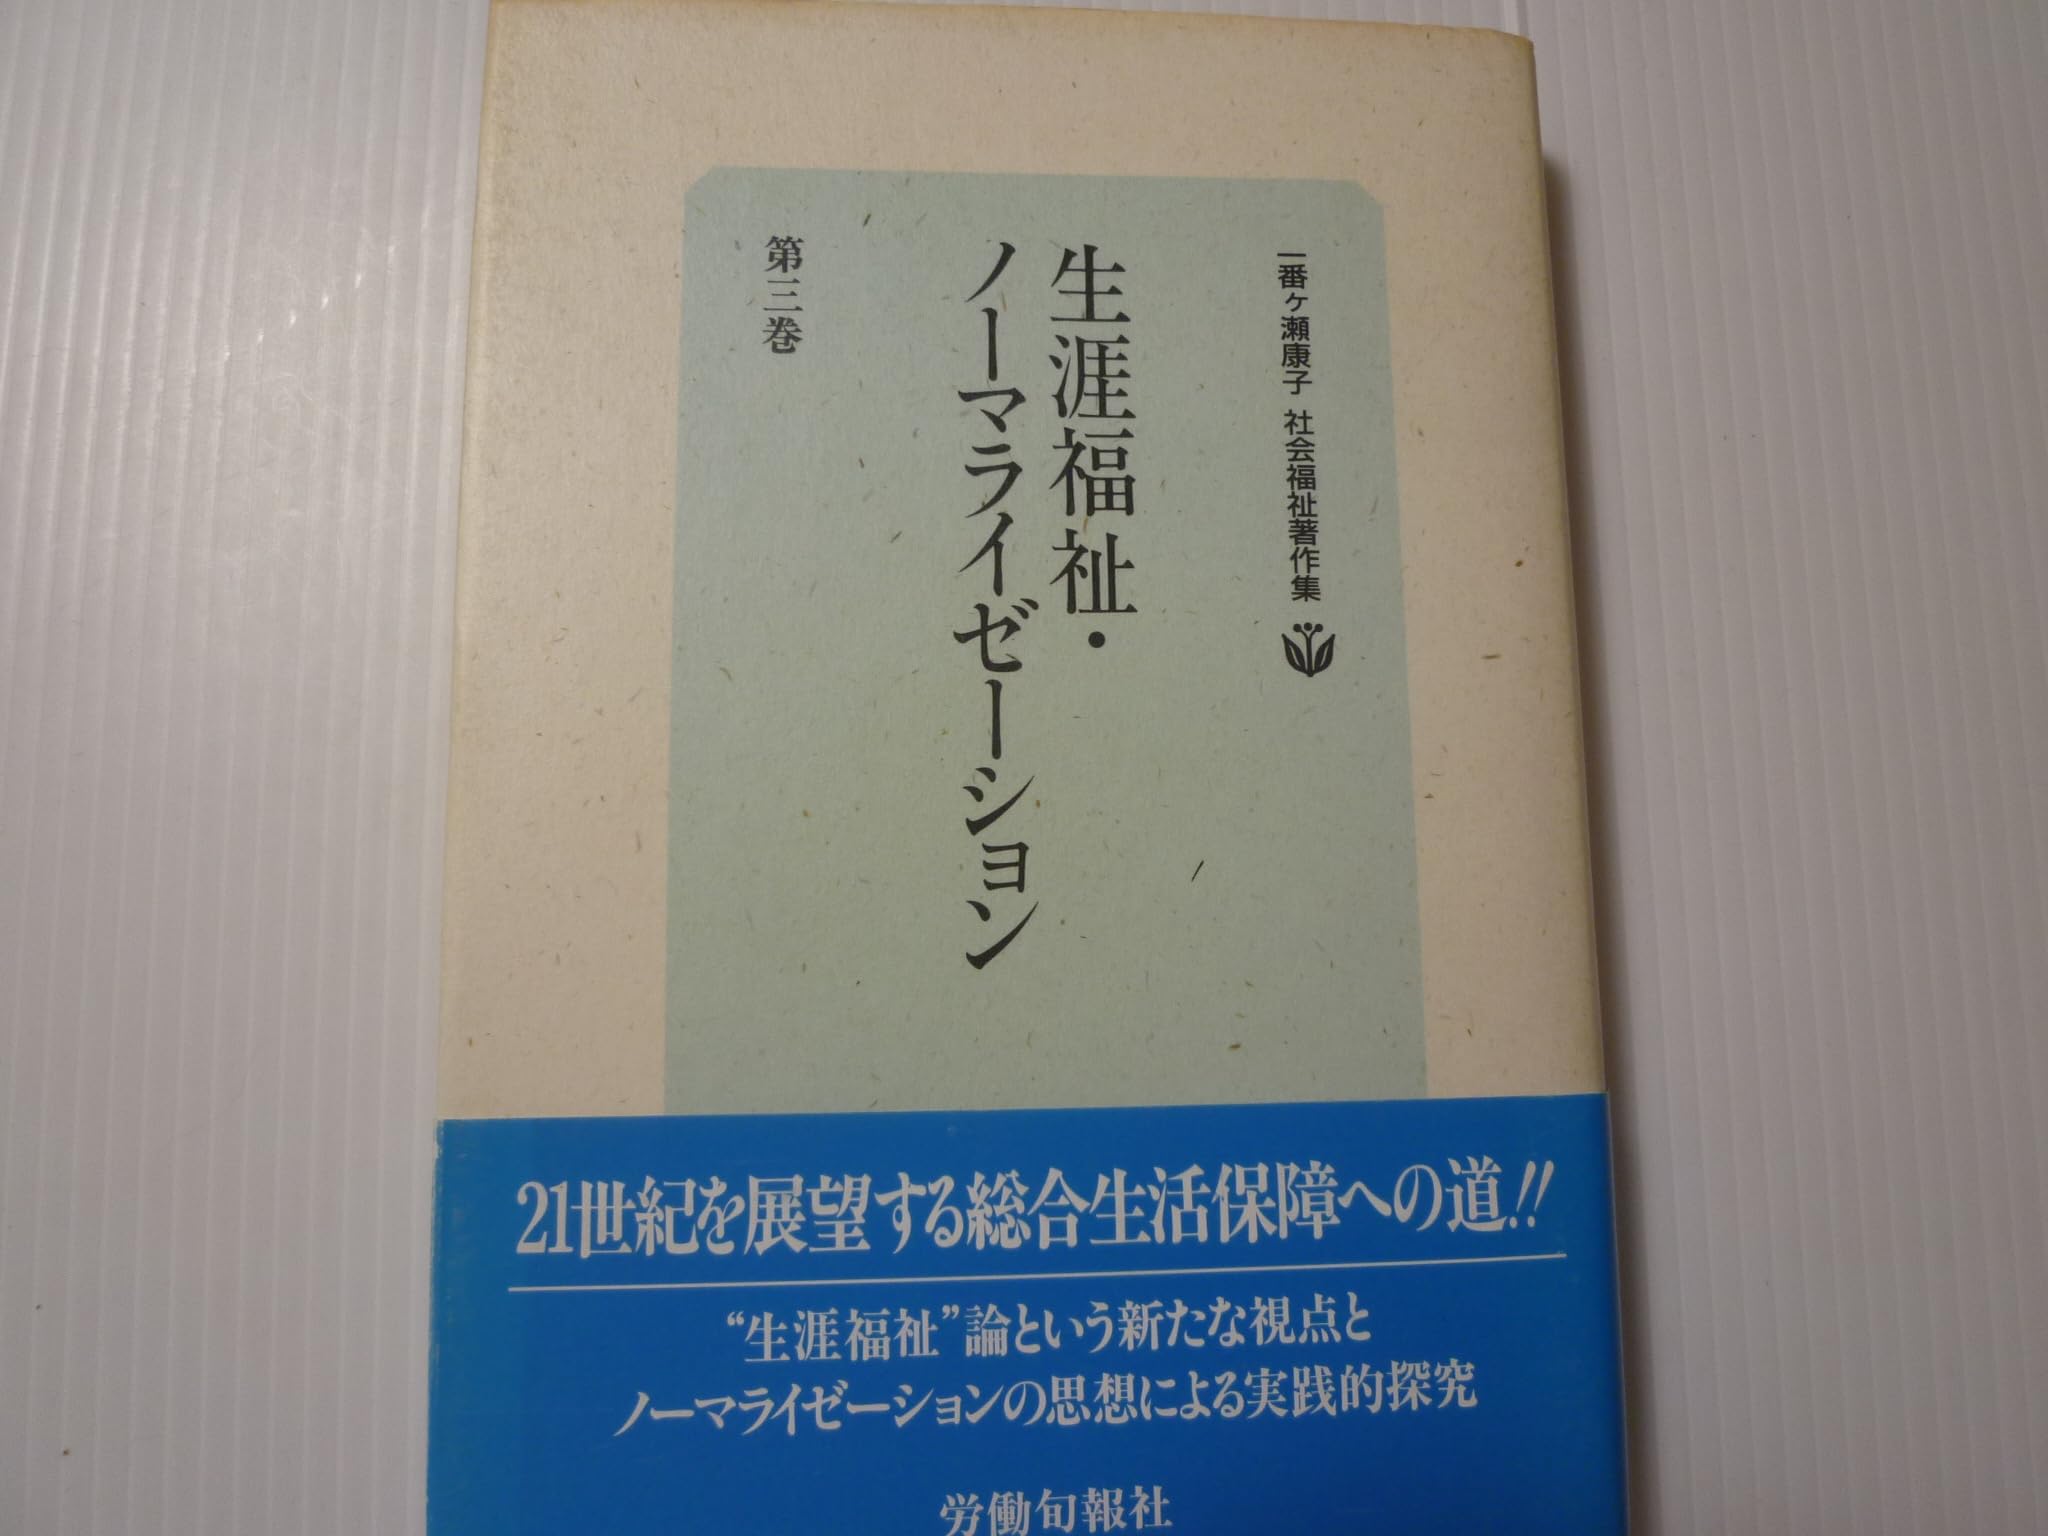 一番ヶ瀬康子 社会福祉著作集
生涯福祉・
ノーマライゼーション
第三巻
21世紀を展望する総合生活保障への道!!
“生涯福祉”論という新たな視点と
ノーマライゼーションの思想による実践的探究
労働旬報社